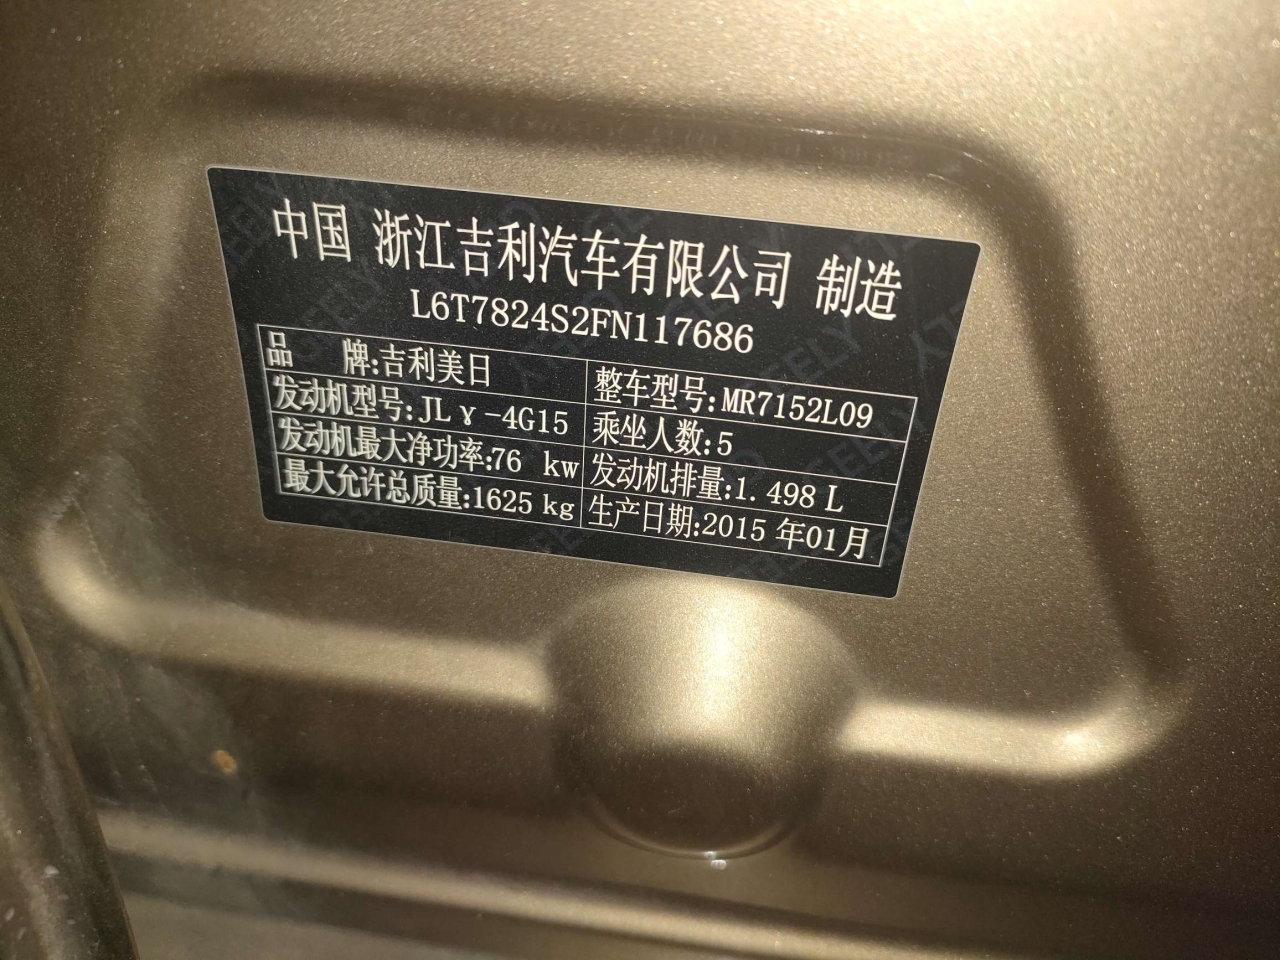 中国 浙江吉利汽车有限公司 制造
L6T7824S2FN117686
品 牌:吉利美日 整车型号:MR7152L09
发动机型号:JLγ-4G15 乘坐人数:5
发动机最大净功率:76 kw 发动机排量:1.498 L
最大允许总质量:1625 kg 生产日期:2015 年01月